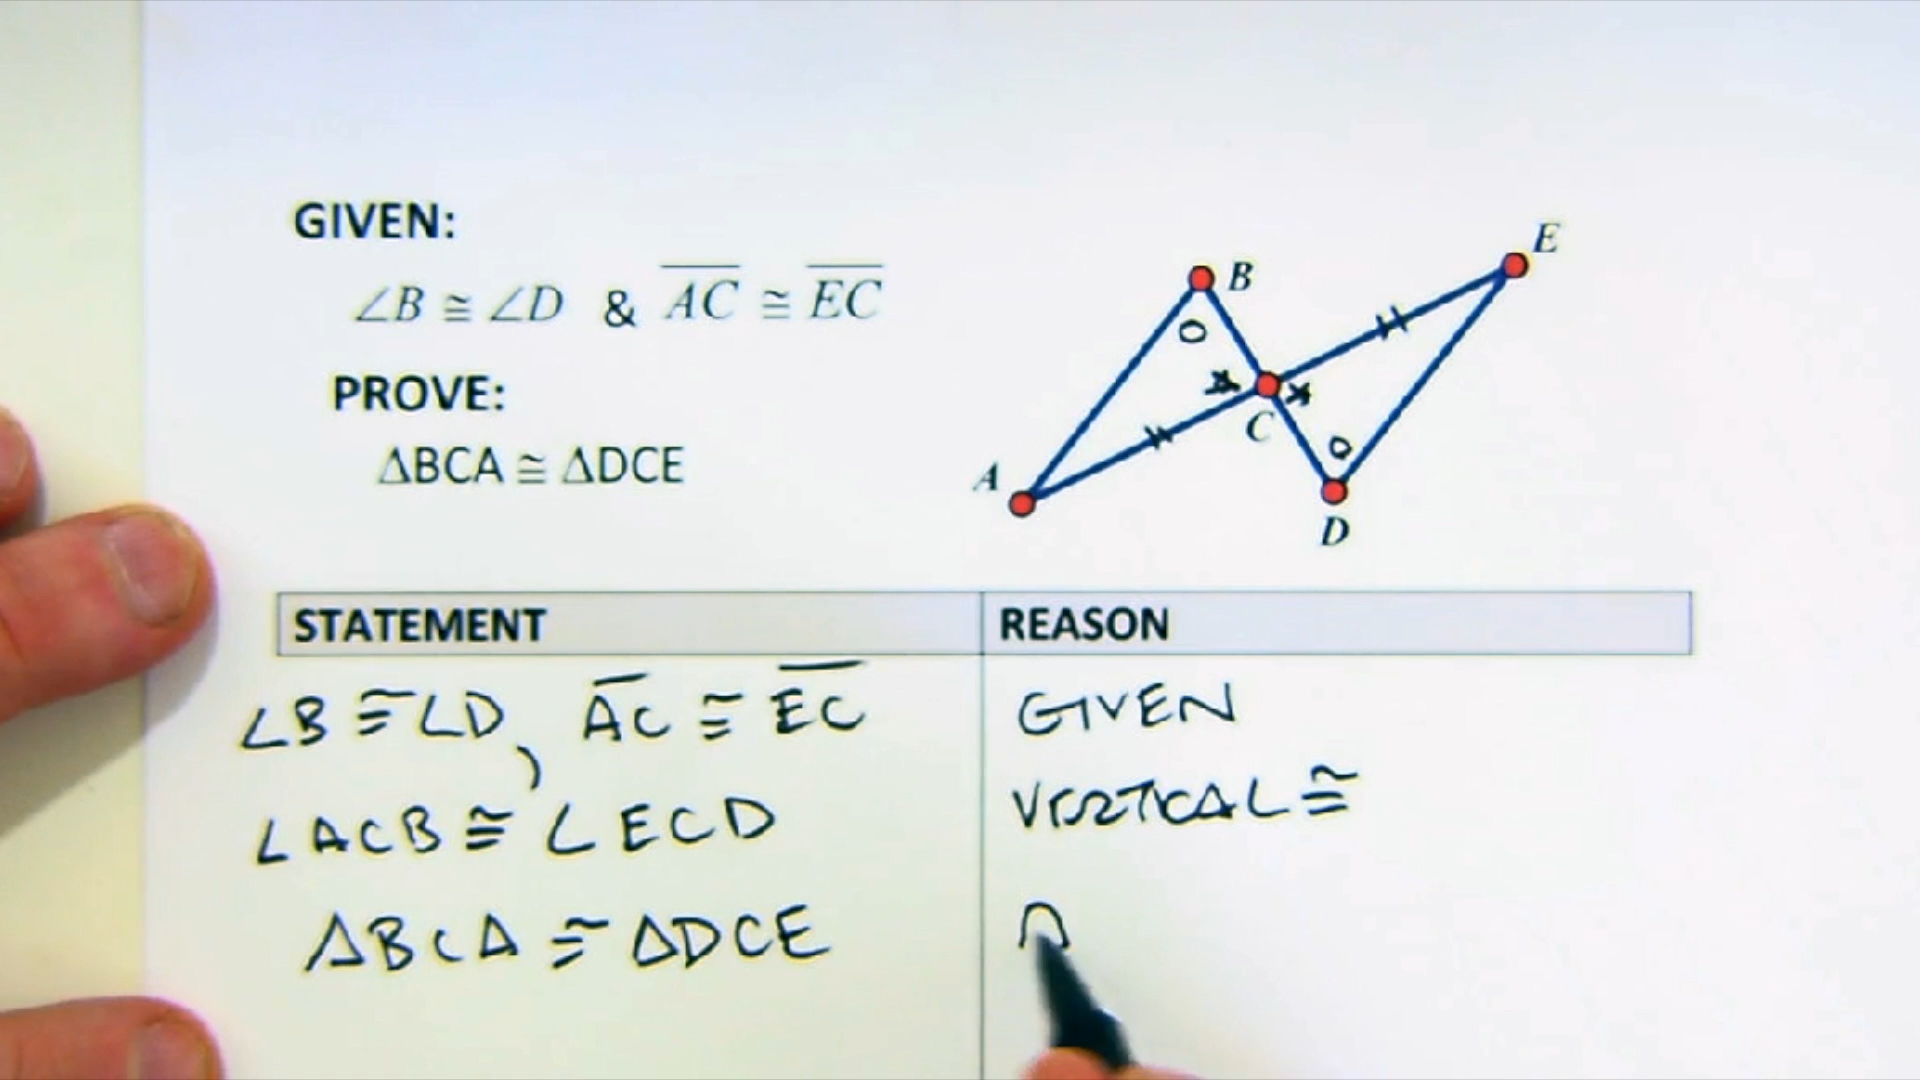 GIVEN:
∠B ≅ ∠D & AC ≅ EC
PROVE:
ΔBCA ≅ ΔDCE
A
B
C
D
E
STATEMENT REASON
∠B ≅ ∠D, AC ≅ EC GIVEN
∠ACB ≅ ∠ECD VERTICAL ≅
ΔBCA ≅ ΔDCE A